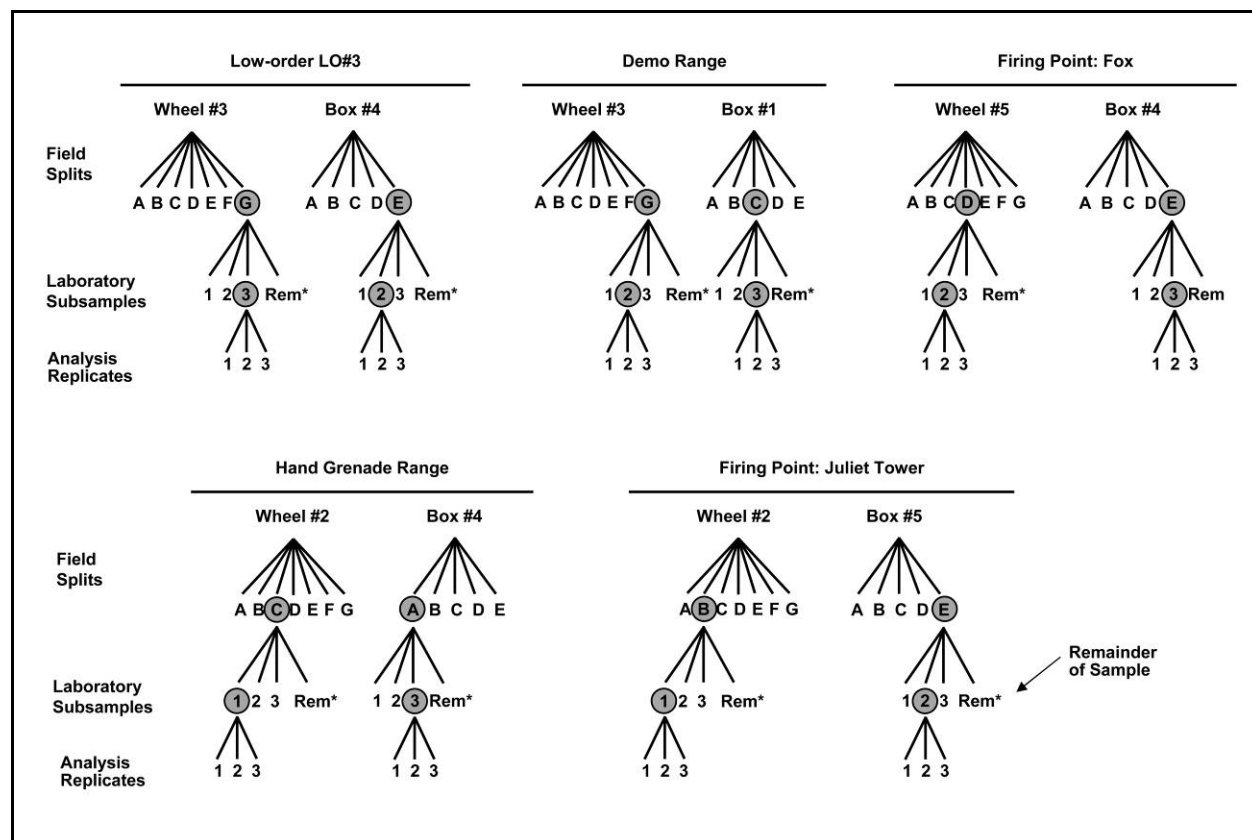 Low-order LO#3 Demo Range Firing Point: Fox
Wheel #3 Box #4 Wheel #3 Box #1 Wheel #5 Box #4
Field
Splits
A B C D E F G A B C D E A B C D E F G A B C D E A B C D E F G A B C D E
Laboratory
Subsamples
1 2 3 Rem* 1 2 3 Rem* 1 2 3 Rem* 1 2 3 Rem* 1 2 3 Rem* 1 2 3 Rem
Analysis
Replicates
1 2 3 1 2 3 1 2 3 1 2 3 1 2 3 1 2 3
Hand Grenade Range Firing Point: Juliet Tower
Wheel #2 Box #4 Wheel #2 Box #5
Field
Splits
A B C D E F G A B C D E A B C D E F G A B C D E
Remainder
of Sample
Laboratory
Subsamples
1 2 3 Rem* 1 2 3 Rem* 1 2 3 Rem* 1 2 3 Rem*
Analysis
Replicates
1 2 3 1 2 3 1 2 3 1 2 3